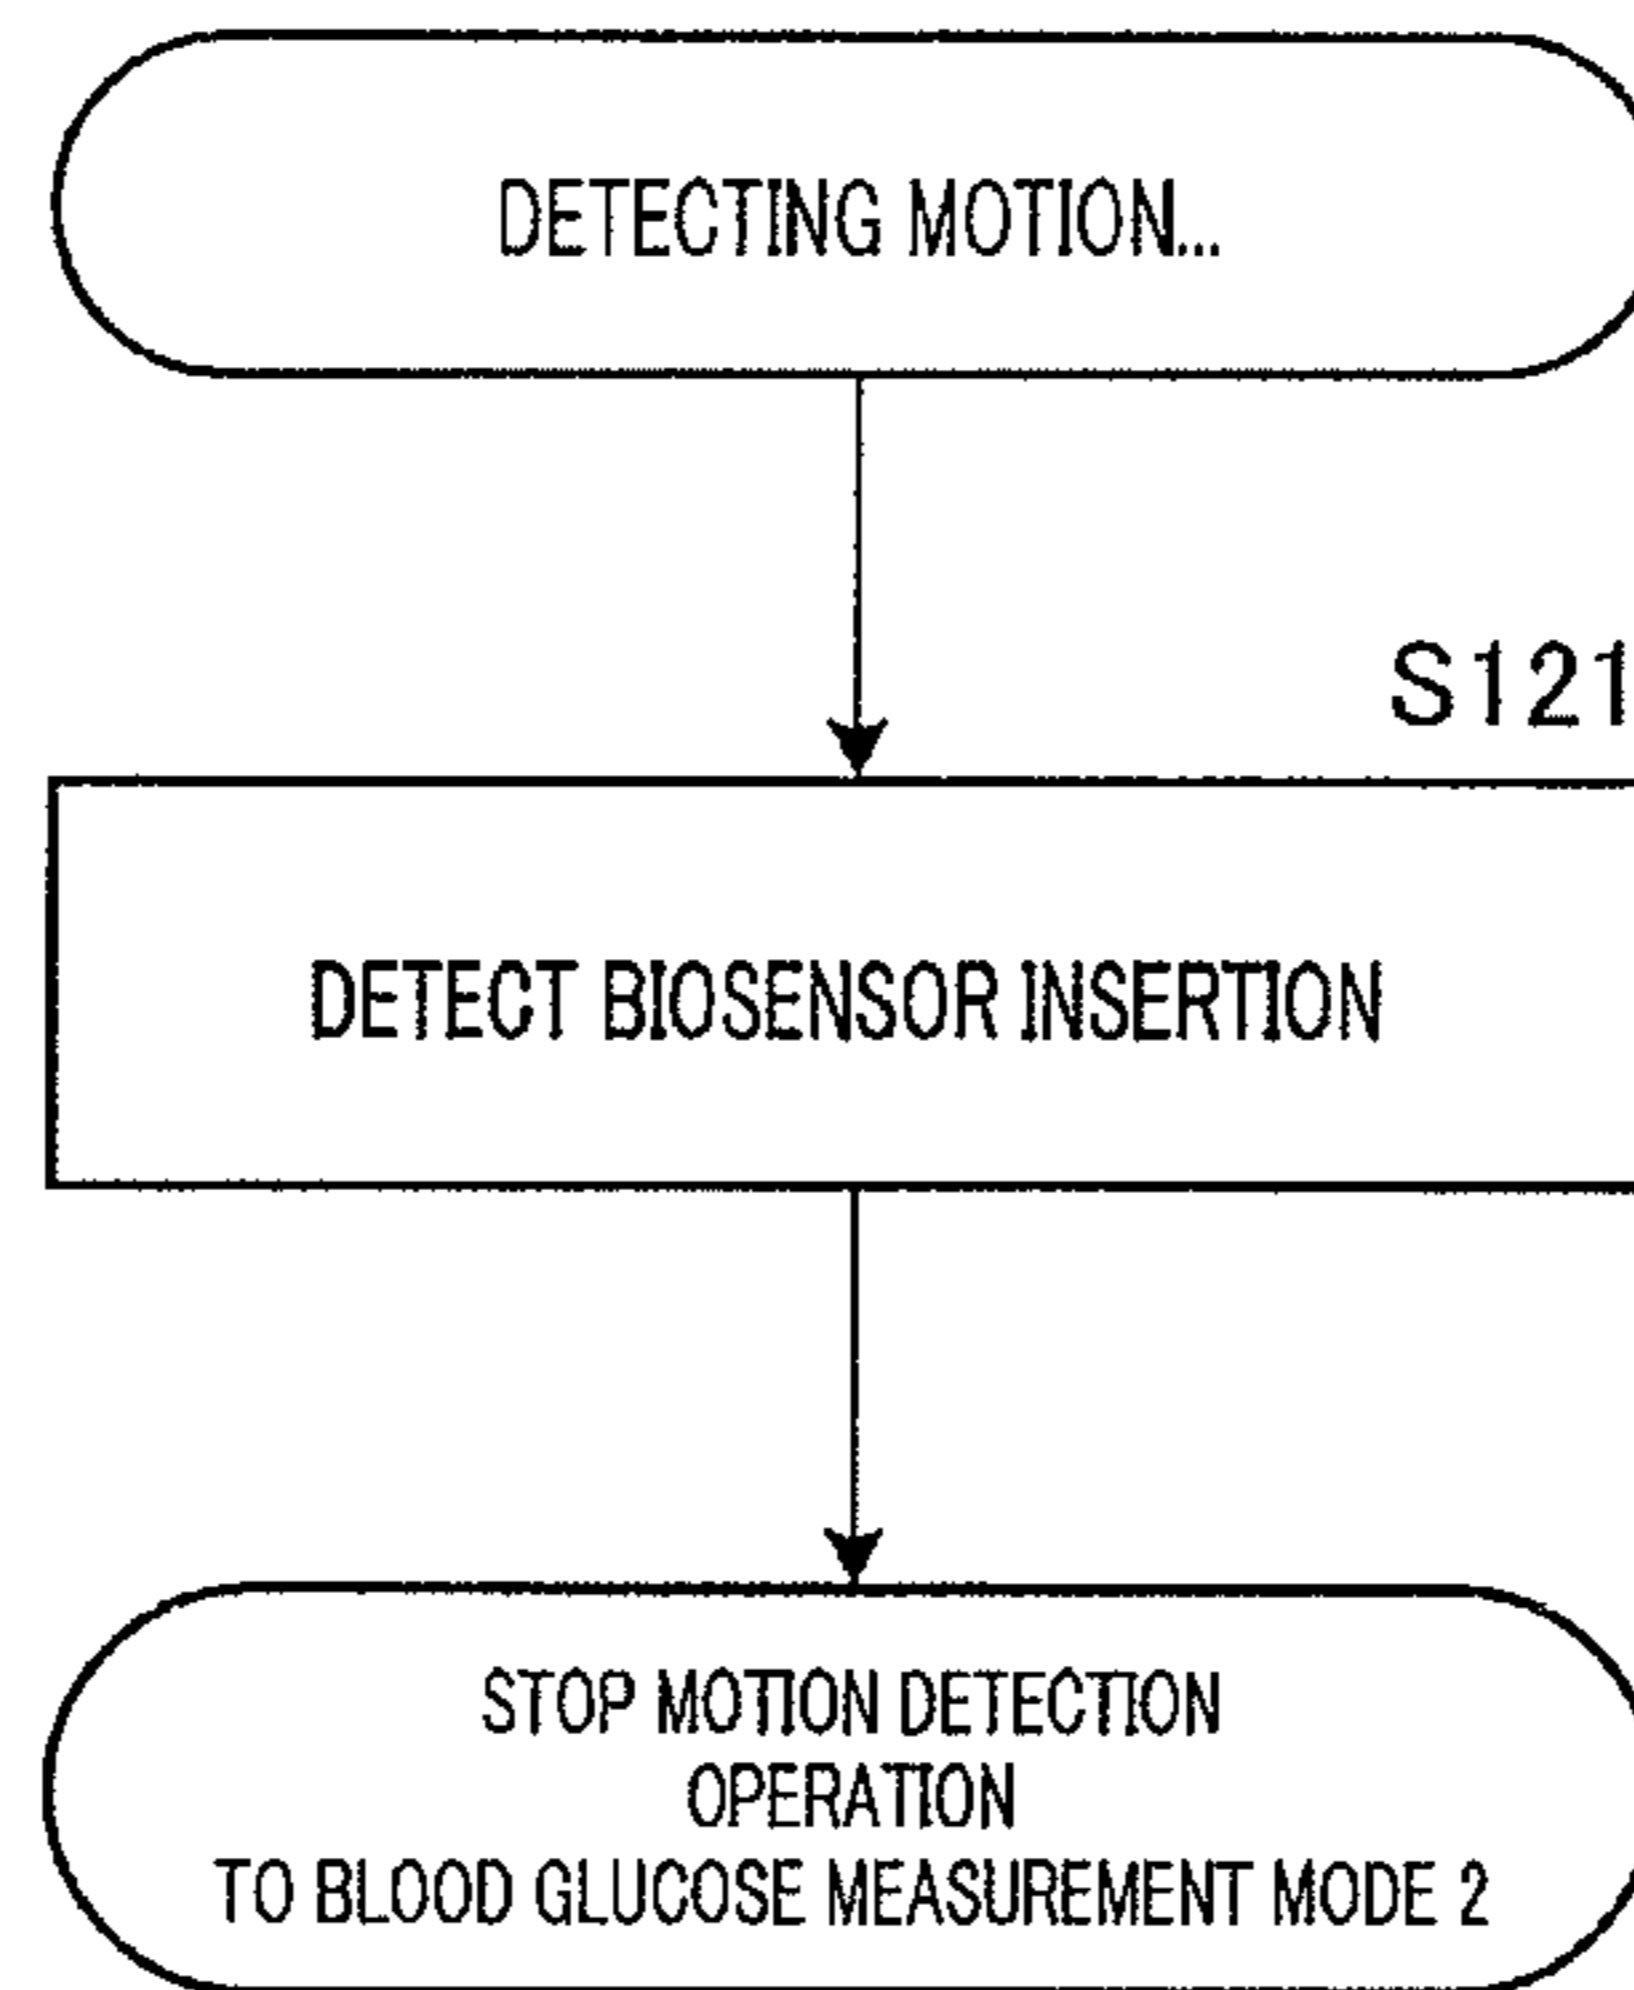 DETECTING MOTION...
S121
DETECT BIOSENSOR INSERTION
STOP MOTION DETECTION
OPERATION
TO BLOOD GLUCOSE MEASUREMENT MODE 2